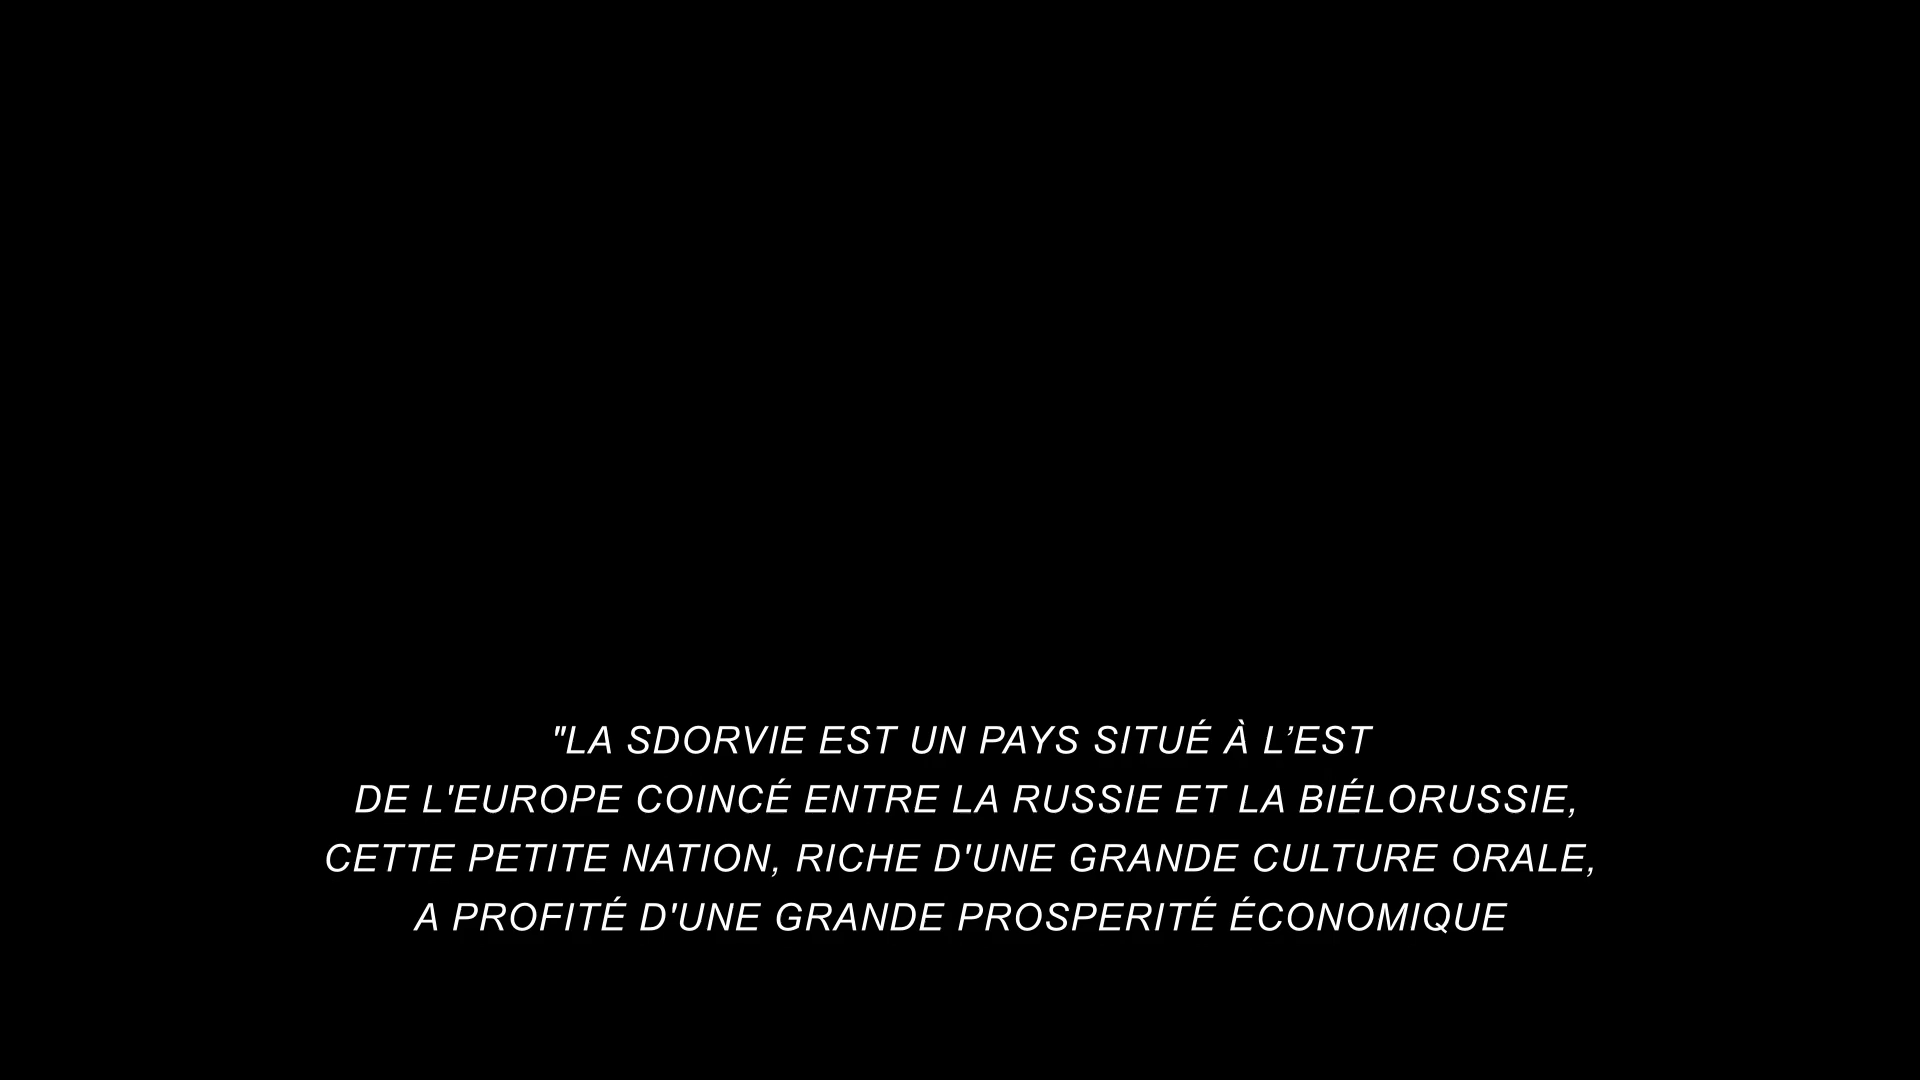 "LA SDORVIE EST UN PAYS SITUÉ À L’EST
DE L'EUROPE COINCÉ ENTRE LA RUSSIE ET LA BIÉLORUSSIE,
CETTE PETITE NATION, RICHE D'UNE GRANDE CULTURE ORALE,
A PROFITÉ D'UNE GRANDE PROSPERITÉ ÉCONOMIQUE